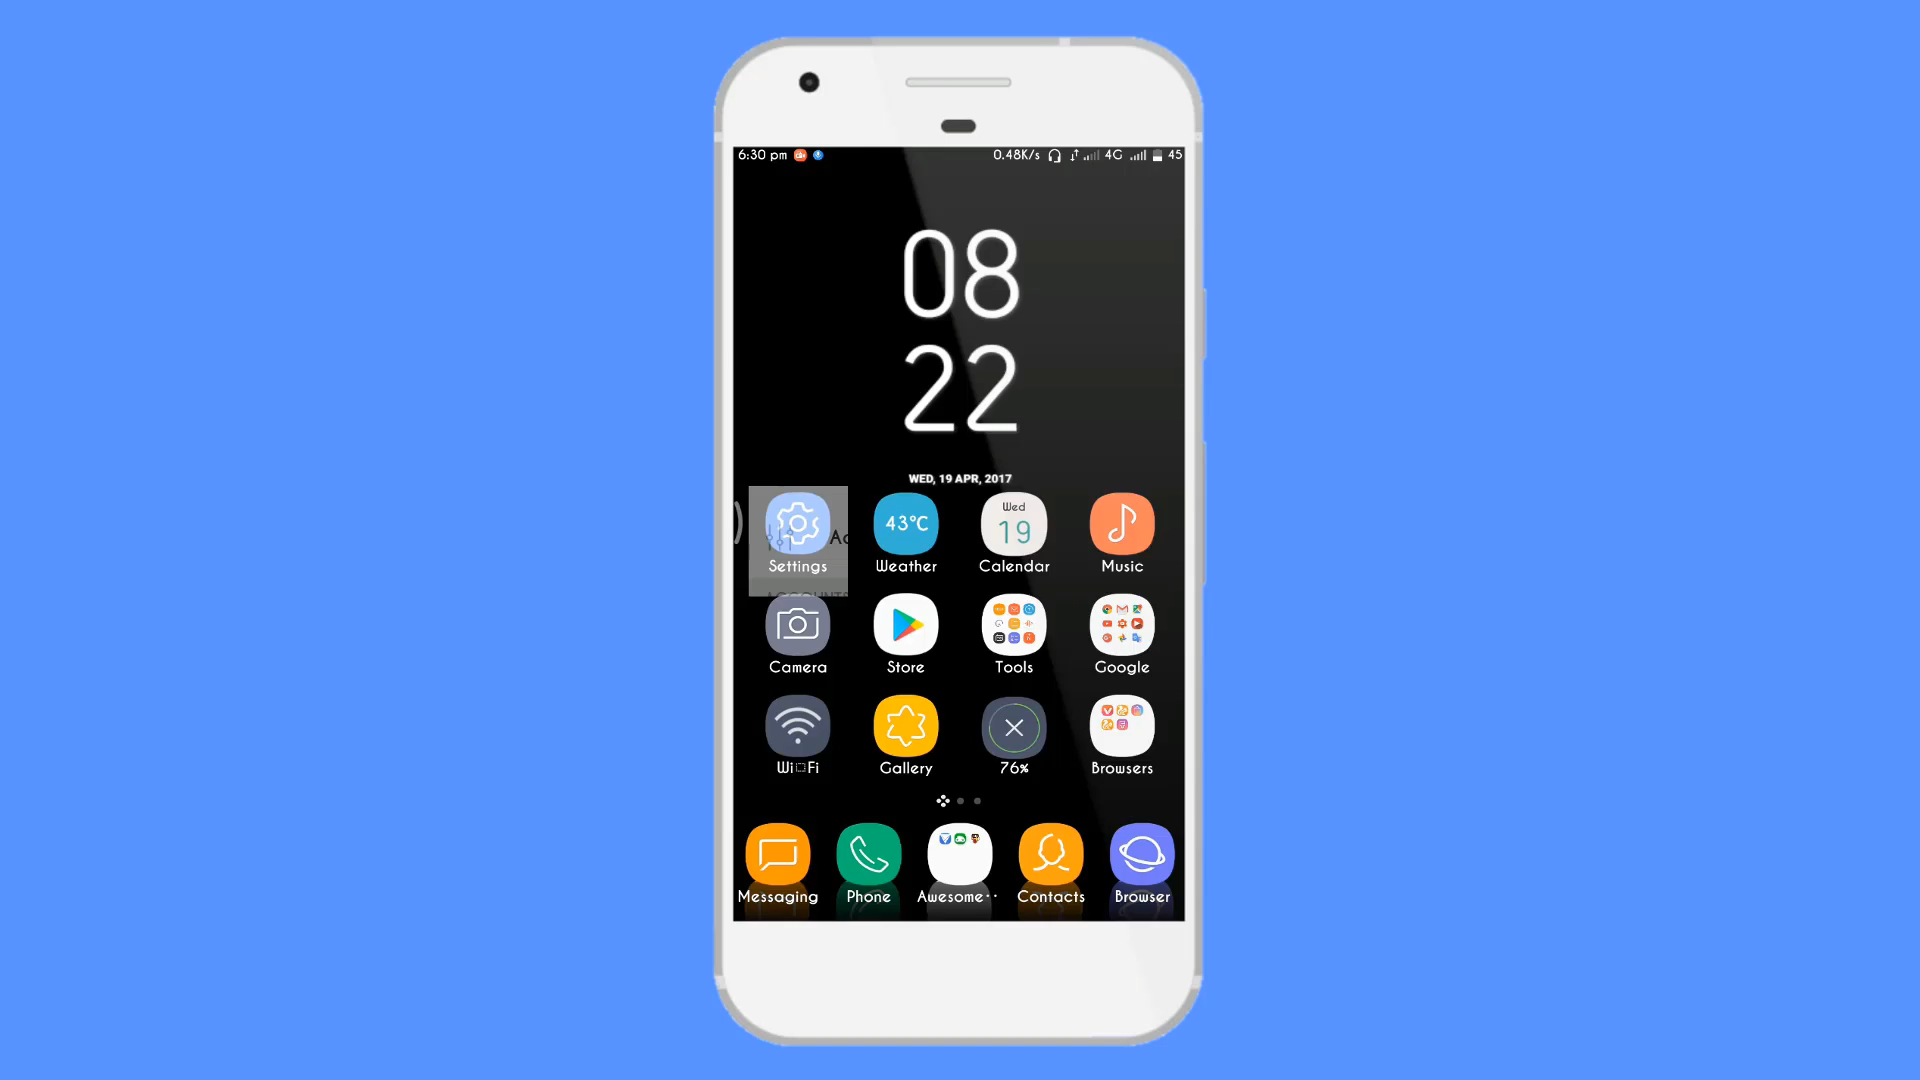 6:30 pm 0.48K/s 4G 45
08
22
WED, 19 APR, 2017
43°C Wed
19
Settings Weather Calendar Music
Camera Store Tools Google
Wi Fi Gallery 76% Browsers
Messaging Phone Awesome·· Contacts Browser